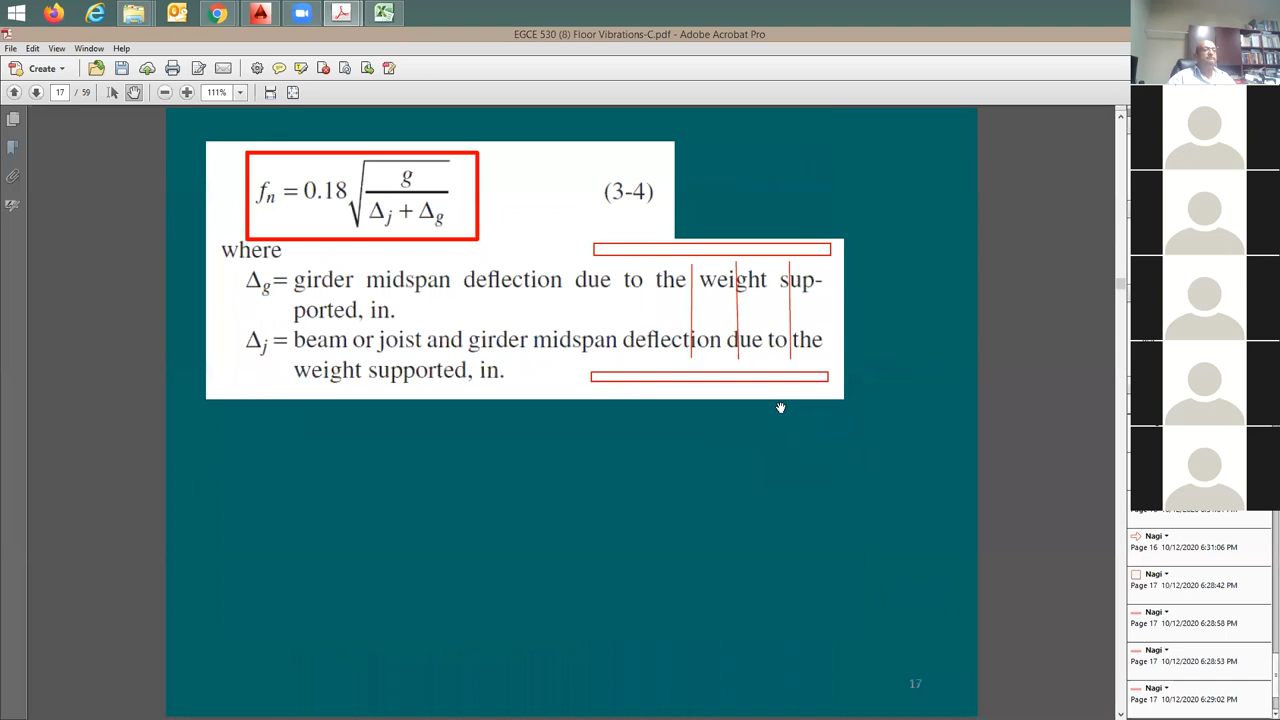 EGCE 530 (8) Floor Vibrations-C.pdf - Adobe Acrobat Pro
File Edit View Window Help
Create
17 / 59 111%
fn = 0.18 √(g / (Δj + Δg)) (3-4)
where
Δg = girder midspan deflection due to the weight sup-
ported, in.
Δj = beam or joist and girder midspan deflection due to the
weight supported, in.
17
Nagi
Page 16 10/12/2020 6:31:06 PM
Nagi
Page 17 10/12/2020 6:28:42 PM
Nagi
Page 17 10/12/2020 6:28:58 PM
Nagi
Page 17 10/12/2020 6:28:53 PM
Nagi
Page 17 10/12/2020 6:29:02 PM